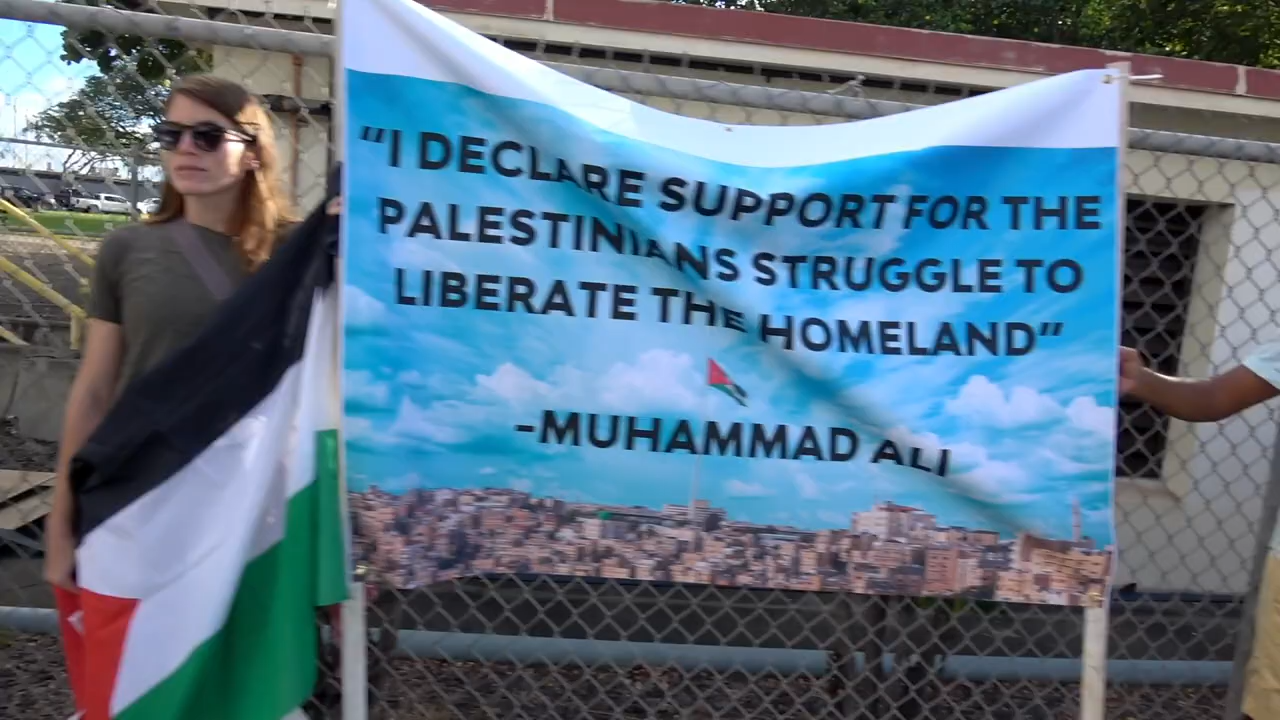 “I DECLARE SUPPORT FOR THE
PALESTINIANS STRUGGLE TO
LIBERATE THE HOMELAND”
-MUHAMMAD ALI